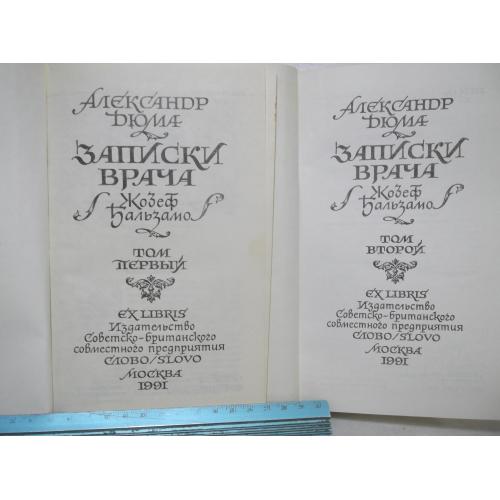 Александр
Дюма
Записки
врача
Жозеф
Бальзамо
Том
первый
EX LIBRIS
Издательство
Советско-британского
совместного предприятия
СЛОВО/SLOVO
Москва
1991
Александр
Дюма
Записки
врача
Жозеф
Бальзамо
Том
второй
EX LIBRIS
Издательство
Советско-британского
совместного предприятия
СЛОВО/SLOVO
Москва
1991